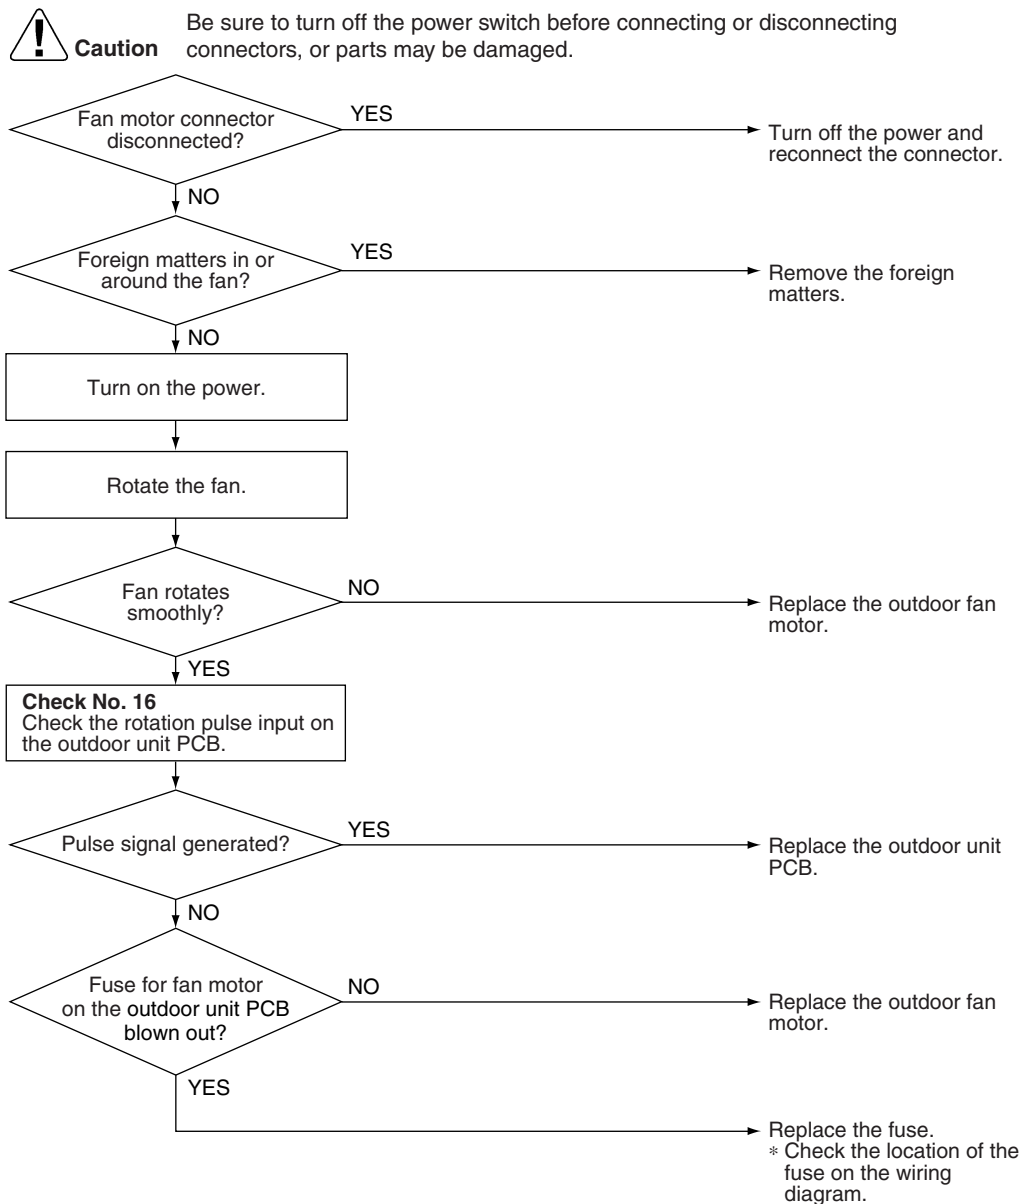 Be sure to turn off the power switch before connecting or disconnecting
Caution connectors, or parts may be damaged.
Fan motor connector
disconnected?
YES
Turn off the power and
reconnect the connector.
NO
Foreign matters in or
around the fan?
YES
Remove the foreign
matters.
NO
Turn on the power.
Rotate the fan.
Fan rotates
smoothly?
NO
Replace the outdoor fan
motor.
YES
Check No. 16
Check the rotation pulse input on
the outdoor unit PCB.
Pulse signal generated?
YES
Replace the outdoor unit
PCB.
NO
Fuse for fan motor
on the outdoor unit PCB
blown out?
NO
Replace the outdoor fan
motor.
YES
Replace the fuse.
* Check the location of the
fuse on the wiring
diagram.